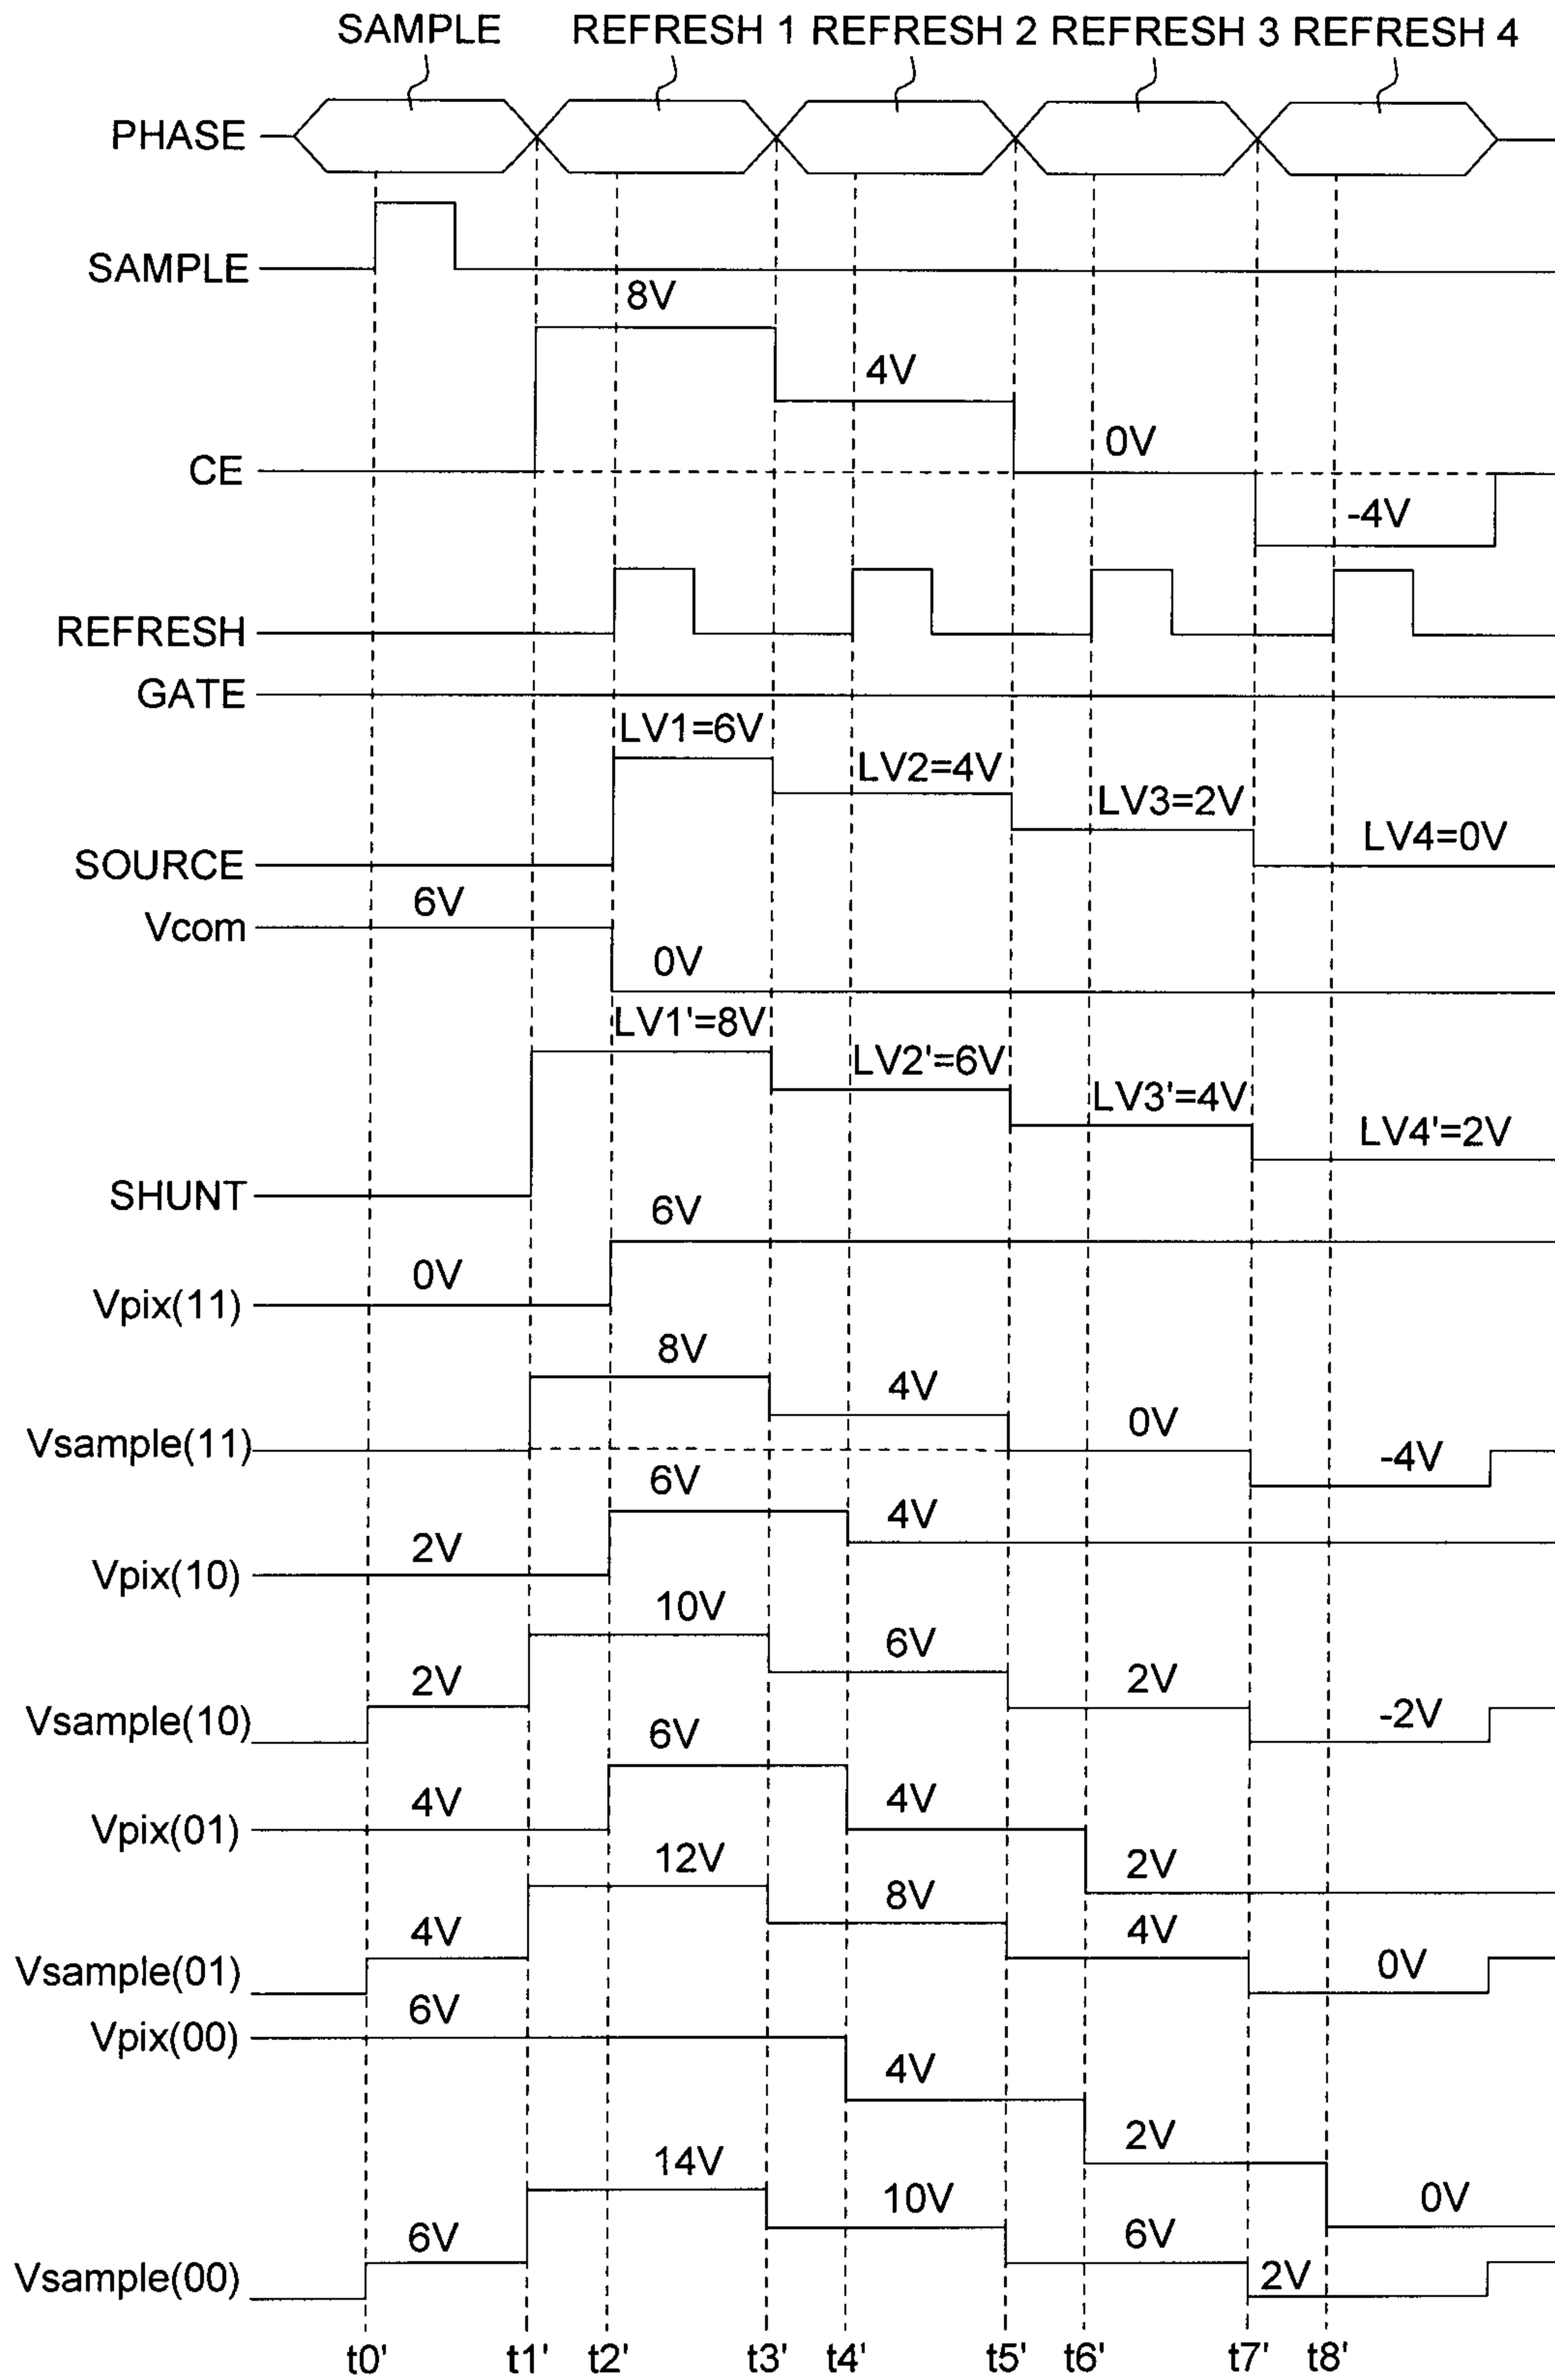 SAMPLE REFRESH 1 REFRESH 2 REFRESH 3 REFRESH 4
PHASE
SAMPLE
8V
4V
0V
CE
-4V
REFRESH
GATE
LV1=6V
LV2=4V
LV3=2V
LV4=0V
SOURCE
6V
Vcom
0V
LV1'=8V
LV2'=6V
LV3'=4V
LV4'=2V
SHUNT
6V
0V
Vpix(11)
8V
4V
0V
Vsample(11)
-4V
6V
4V
2V
Vpix(10)
10V
6V
2V
2V
Vsample(10)
-2V
6V
4V
4V
Vpix(01)
12V
2V
8V
4V
4V
Vsample(01)
0V
6V
Vpix(00)
4V
2V
14V
10V
0V
6V
6V
Vsample(00)
2V
t0' t1' t2' t3' t4' t5' t6' t7' t8'